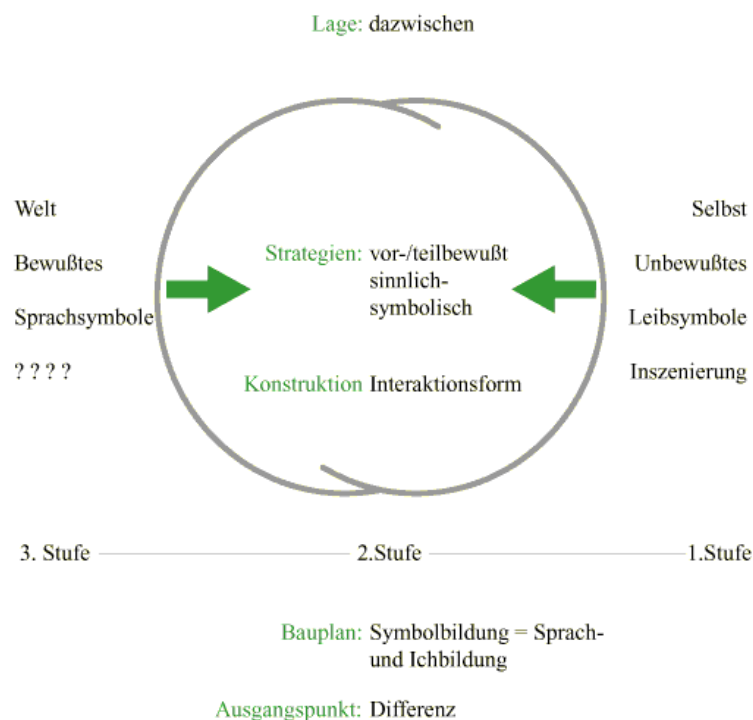 Lage: dazwischen
Welt
Bewußtes
Sprachsymbole
? ? ? ?
Strategien: vor-/teilbewußt
sinnlich-
symbolisch
Konstruktion Interaktionsform
Selbst
Unbewußtes
Leibsymbole
Inszenierung
3. Stufe 2.Stufe 1.Stufe
Bauplan: Symbolbildung = Sprach-
und Ichbildung
Ausgangspunkt: Differenz